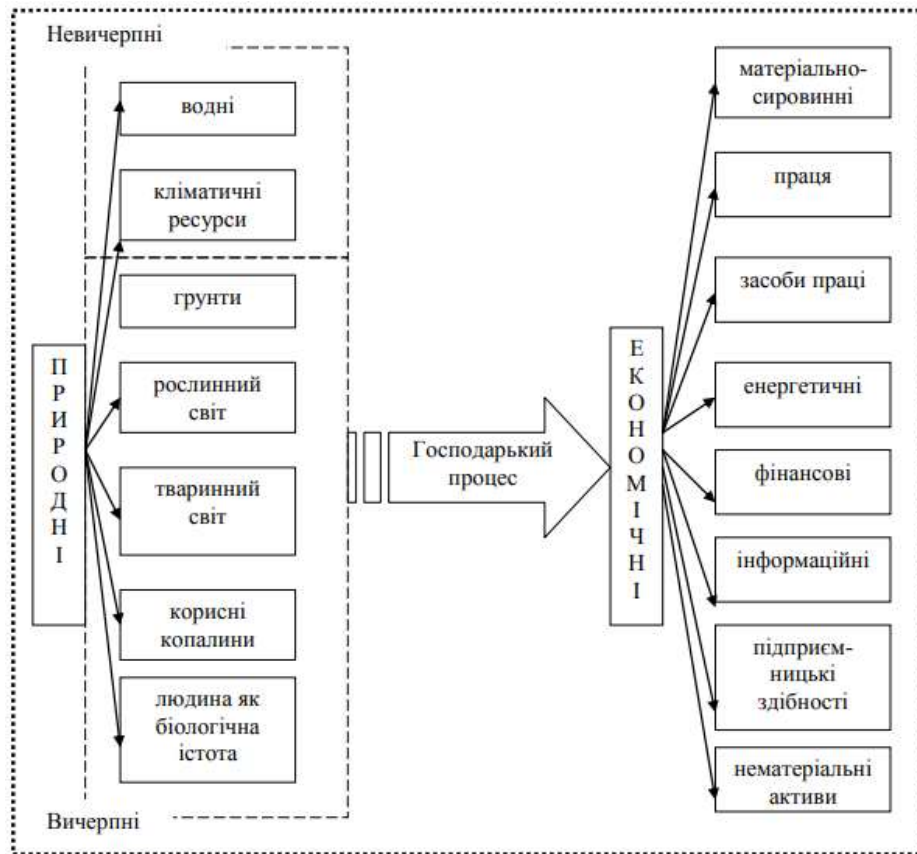 Невичерпні
водні
кліматичні
ресурси
грунти
рослинний
світ
тваринний
світ
корисні
копалини
людина як
біологічна
істота
Вичерпні
П
Р
И
Р
О
Д
Н
І
Господарький
процес
Е
К
О
Н
О
М
І
Ч
Н
І
матеріально-
сировинні
праця
засоби праці
енергетичні
фінансові
інформаційні
підприєм-
ницькі
здібності
нематеріальні
активи